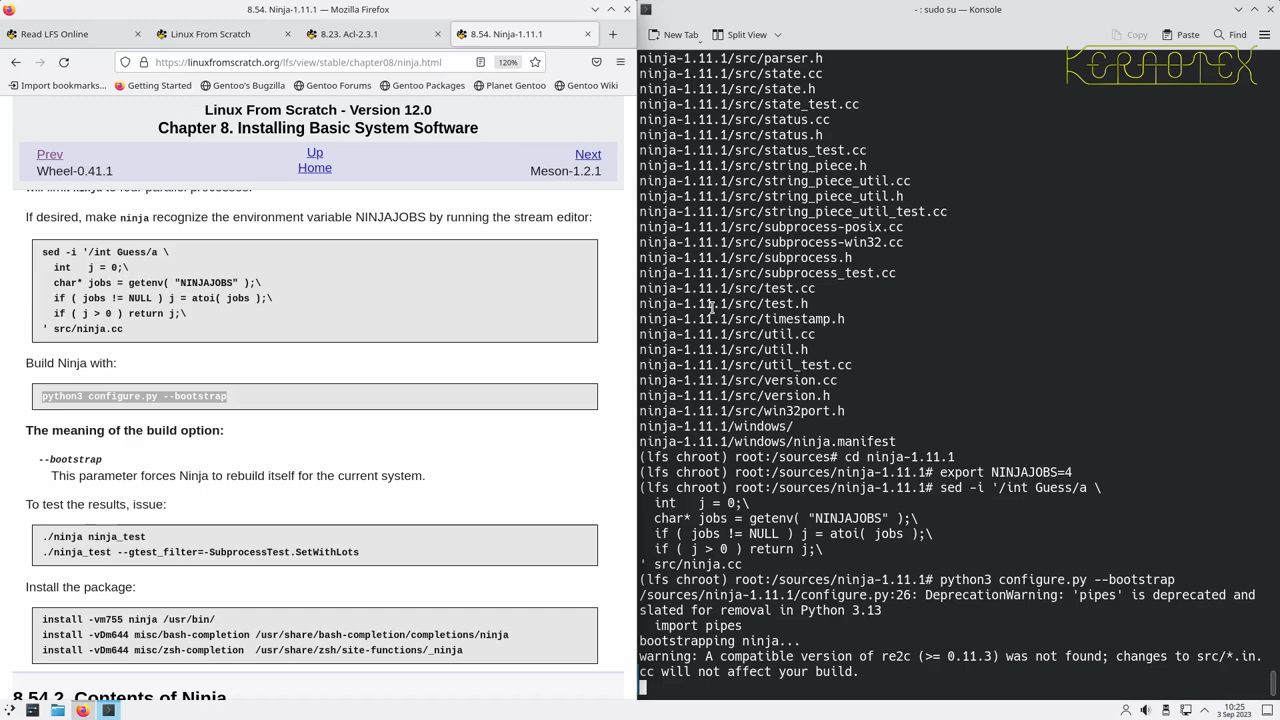 8.54. Ninja-1.11.1 — Mozilla Firefox
Read LFS Online
Linux From Scratch
8.23. Acl-2.3.1
8.54. Ninja-1.11.1
https://linuxfromscratch.org/lfs/view/stable/chapter08/ninja.html
120%
Import bookmarks...
Getting Started
Gentoo's Bugzilla
Gentoo Forums
Gentoo Packages
Planet Gentoo
Gentoo Wiki
Linux From Scratch - Version 12.0
Chapter 8. Installing Basic System Software
Prev
Up
Next
Wheel-0.41.1
Home
Meson-1.2.1
If desired, make ninja recognize the environment variable NINJAJOBS by running the stream editor:
sed -i '/int Guess/a \
int   j = 0;\
char* jobs = getenv( "NINJAJOBS" );\
if ( jobs != NULL ) j = atoi( jobs );\
if ( j > 0 ) return j;\
' src/ninja.cc
Build Ninja with:
python3 configure.py --bootstrap
The meaning of the build option:
--bootstrap
This parameter forces Ninja to rebuild itself for the current system.
To test the results, issue:
./ninja ninja_test
./ninja_test --gtest_filter=-SubprocessTest.SetWithLots
Install the package:
install -vm755 ninja /usr/bin/
install -vDm644 misc/bash-completion /usr/share/bash-completion/completions/ninja
install -vDm644 misc/zsh-completion  /usr/share/zsh/site-functions/_ninja
8.54.2. Contents of Ninja
- : sudo su — Konsole
New Tab
Split View
Copy
Paste
Find
KERNOTEX
ninja-1.11.1/src/parser.h
ninja-1.11.1/src/state.cc
ninja-1.11.1/src/state.h
ninja-1.11.1/src/state_test.cc
ninja-1.11.1/src/status.cc
ninja-1.11.1/src/status.h
ninja-1.11.1/src/status_test.cc
ninja-1.11.1/src/string_piece.h
ninja-1.11.1/src/string_piece_util.cc
ninja-1.11.1/src/string_piece_util.h
ninja-1.11.1/src/string_piece_util_test.cc
ninja-1.11.1/src/subprocess-posix.cc
ninja-1.11.1/src/subprocess-win32.cc
ninja-1.11.1/src/subprocess.h
ninja-1.11.1/src/subprocess_test.cc
ninja-1.11.1/src/test.cc
ninja-1.11.1/src/test.h
ninja-1.11.1/src/timestamp.h
ninja-1.11.1/src/util.cc
ninja-1.11.1/src/util.h
ninja-1.11.1/src/util_test.cc
ninja-1.11.1/src/version.cc
ninja-1.11.1/src/version.h
ninja-1.11.1/src/win32port.h
ninja-1.11.1/windows/
ninja-1.11.1/windows/ninja.manifest
(lfs chroot) root:/sources# cd ninja-1.11.1
(lfs chroot) root:/sources/ninja-1.11.1# export NINJAJOBS=4
(lfs chroot) root:/sources/ninja-1.11.1# sed -i '/int Guess/a \
int   j = 0;\
char* jobs = getenv( "NINJAJOBS" );\
if ( jobs != NULL ) j = atoi( jobs );\
if ( j > 0 ) return j;\
' src/ninja.cc
(lfs chroot) root:/sources/ninja-1.11.1# python3 configure.py --bootstrap
/sources/ninja-1.11.1/configure.py:26: DeprecationWarning: 'pipes' is deprecated and
slated for removal in Python 3.13
import pipes
bootstrapping ninja...
warning: A compatible version of re2c (>= 0.11.3) was not found; changes to src/*.in.
cc will not affect your build.
10:25
3 Sep 2023